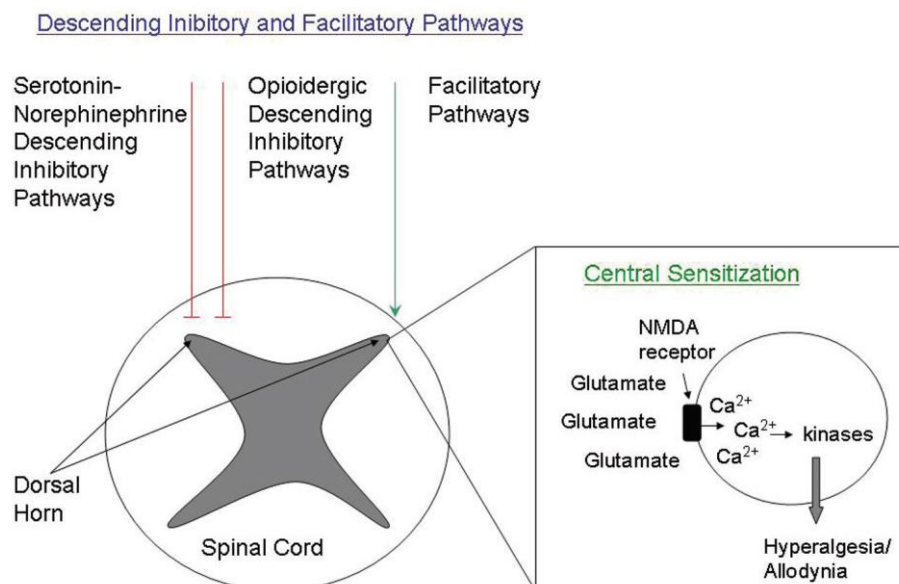 Descending Inibitory and Facilitatory Pathways
Serotonin-
Norephinephrine
Descending
Inhibitory
Pathways
Opioidergic
Descending
Inhibitory
Pathways
Facilitatory
Pathways
Central Sensitization
NMDA
receptor
Glutamate
Glutamate
Glutamate
Ca2+
Ca2+
Ca2+
kinases
Hyperalgesia/
Allodynia
Dorsal
Horn
Spinal Cord